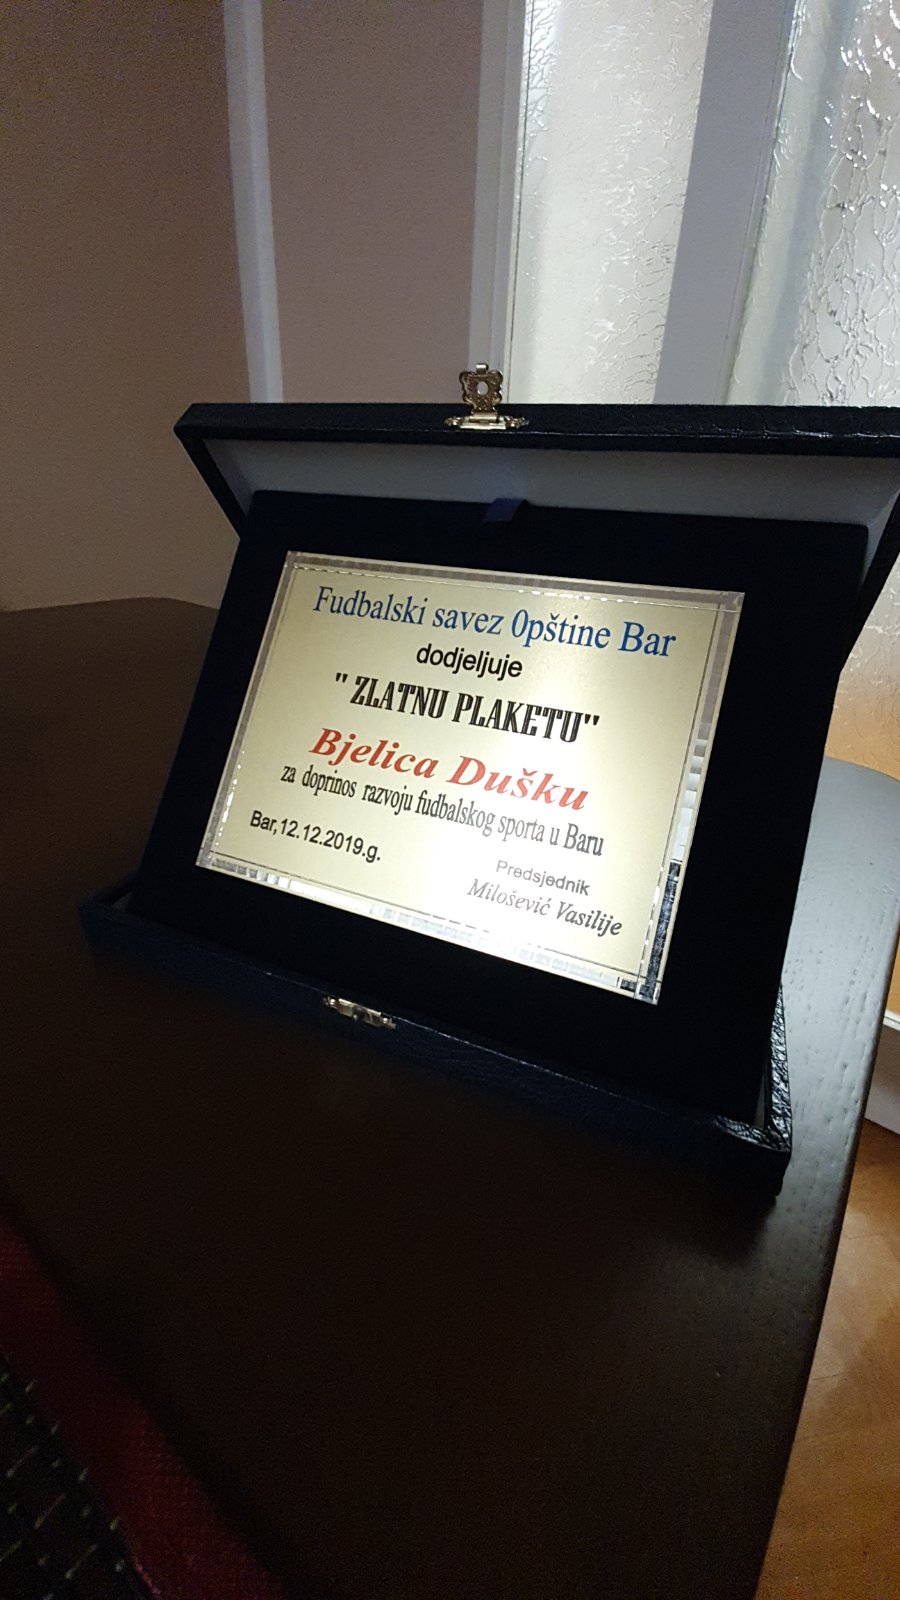 Fudbalski savez Opštine Bar
dodjeljuje
" ZLATNU PLAKETU"
Bjelica Dušku
za doprinos razvoju fudbalskog sporta u Baru
Bar,12.12.2019.g.
Predsjednik
Milošević Vasilije